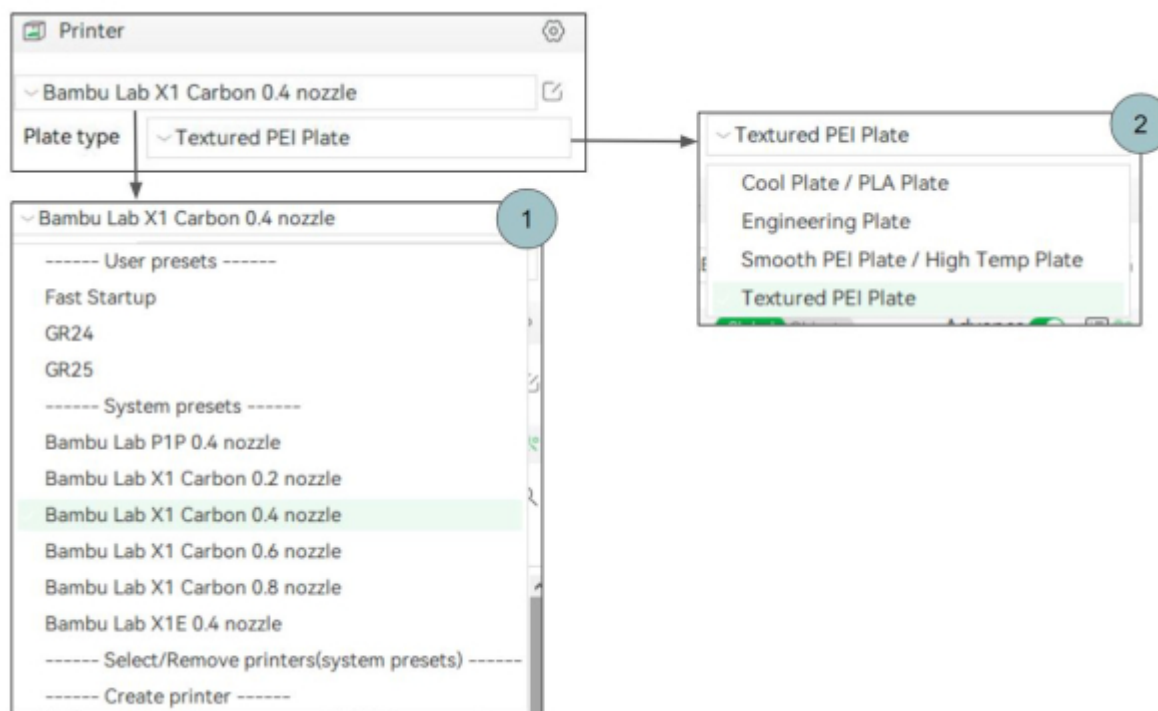 Printer
Bambu Lab X1 Carbon 0.4 nozzle
Plate type
Textured PEI Plate
1
Bambu Lab X1 Carbon 0.4 nozzle
------ User presets ------
Fast Startup
GR24
GR25
------ System presets ------
Bambu Lab P1P 0.4 nozzle
Bambu Lab X1 Carbon 0.2 nozzle
Bambu Lab X1 Carbon 0.4 nozzle
Bambu Lab X1 Carbon 0.6 nozzle
Bambu Lab X1 Carbon 0.8 nozzle
Bambu Lab X1E 0.4 nozzle
------ Select/Remove printers(system presets) ------
------ Create printer ------
2
Textured PEI Plate
Cool Plate / PLA Plate
Engineering Plate
Smooth PEI Plate / High Temp Plate
Textured PEI Plate